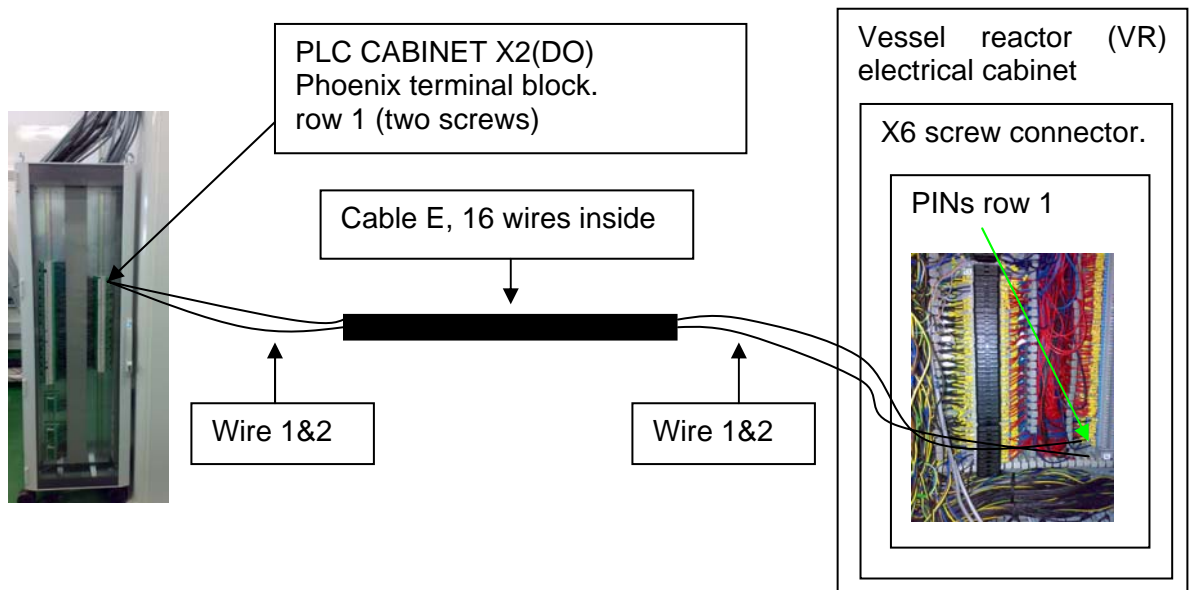 PLC CABINET X2(DO)
Phoenix terminal block.
row 1 (two screws)
Vessel reactor (VR)
electrical cabinet
X6 screw connector.
PINs row 1
Cable E, 16 wires inside
Wire 1&2
Wire 1&2